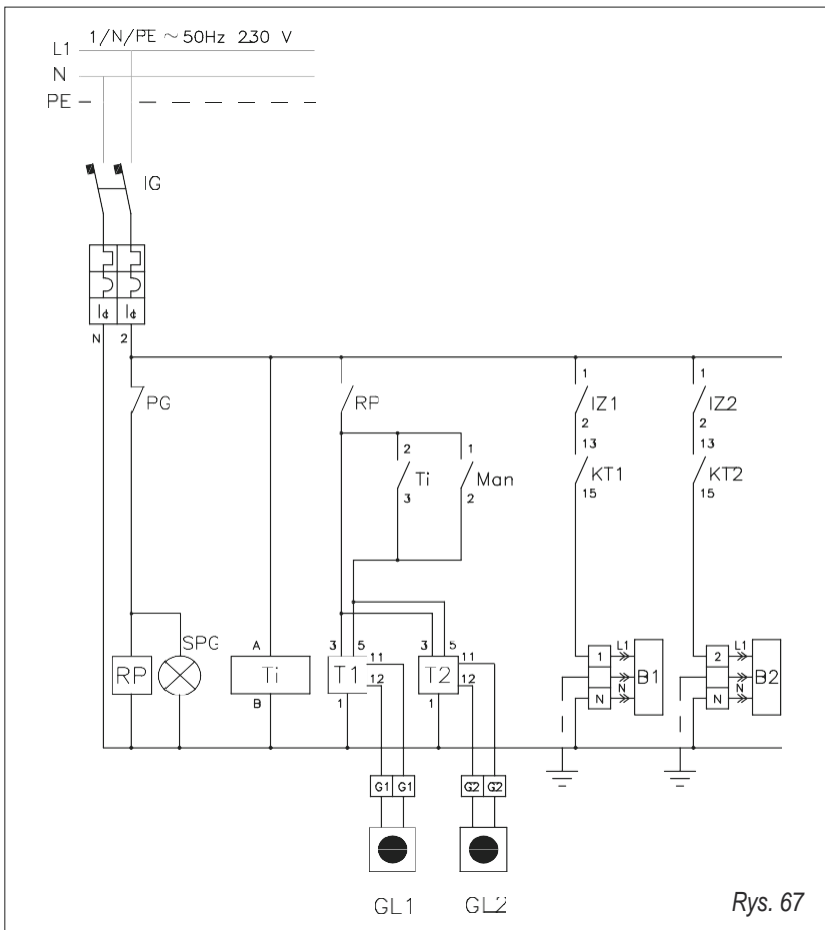 1/N/PE ~ 50Hz 230 V
L1
N
PE
IG
I¢ I¢
N 2
PG
RP
1
IZ1
2
1
IZ2
2
2
Ti
3
1
Man
2
13
KT1
15
13
KT2
15
SPG
RP
A
Ti
B
3 5
T1
11
12
1
3 5
T2
11
12
1
1
L1
N
N
B1
2
L1
N
N
B2
G1 G1
G2 G2
GL1
GL2
Rys. 67